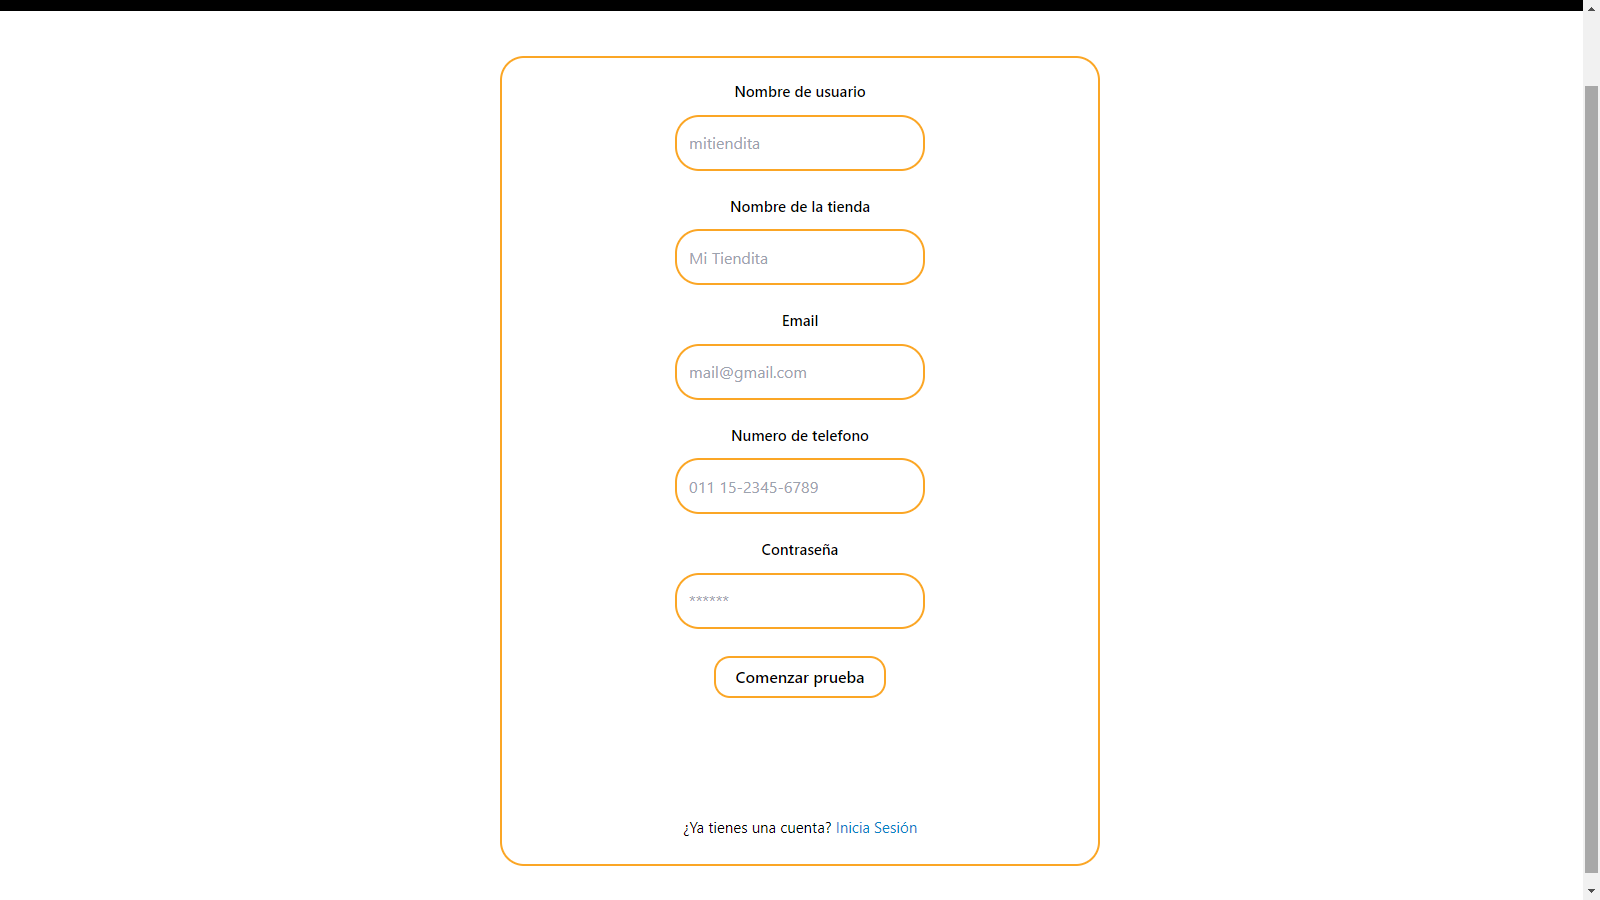 Nombre de usuario
mitiendita
Nombre de la tienda
Mi Tiendita
Email
mail@gmail.com
Numero de telefono
011 15-2345-6789
Contraseña
******
Comenzar prueba
¿Ya tienes una cuenta? Inicia Sesión